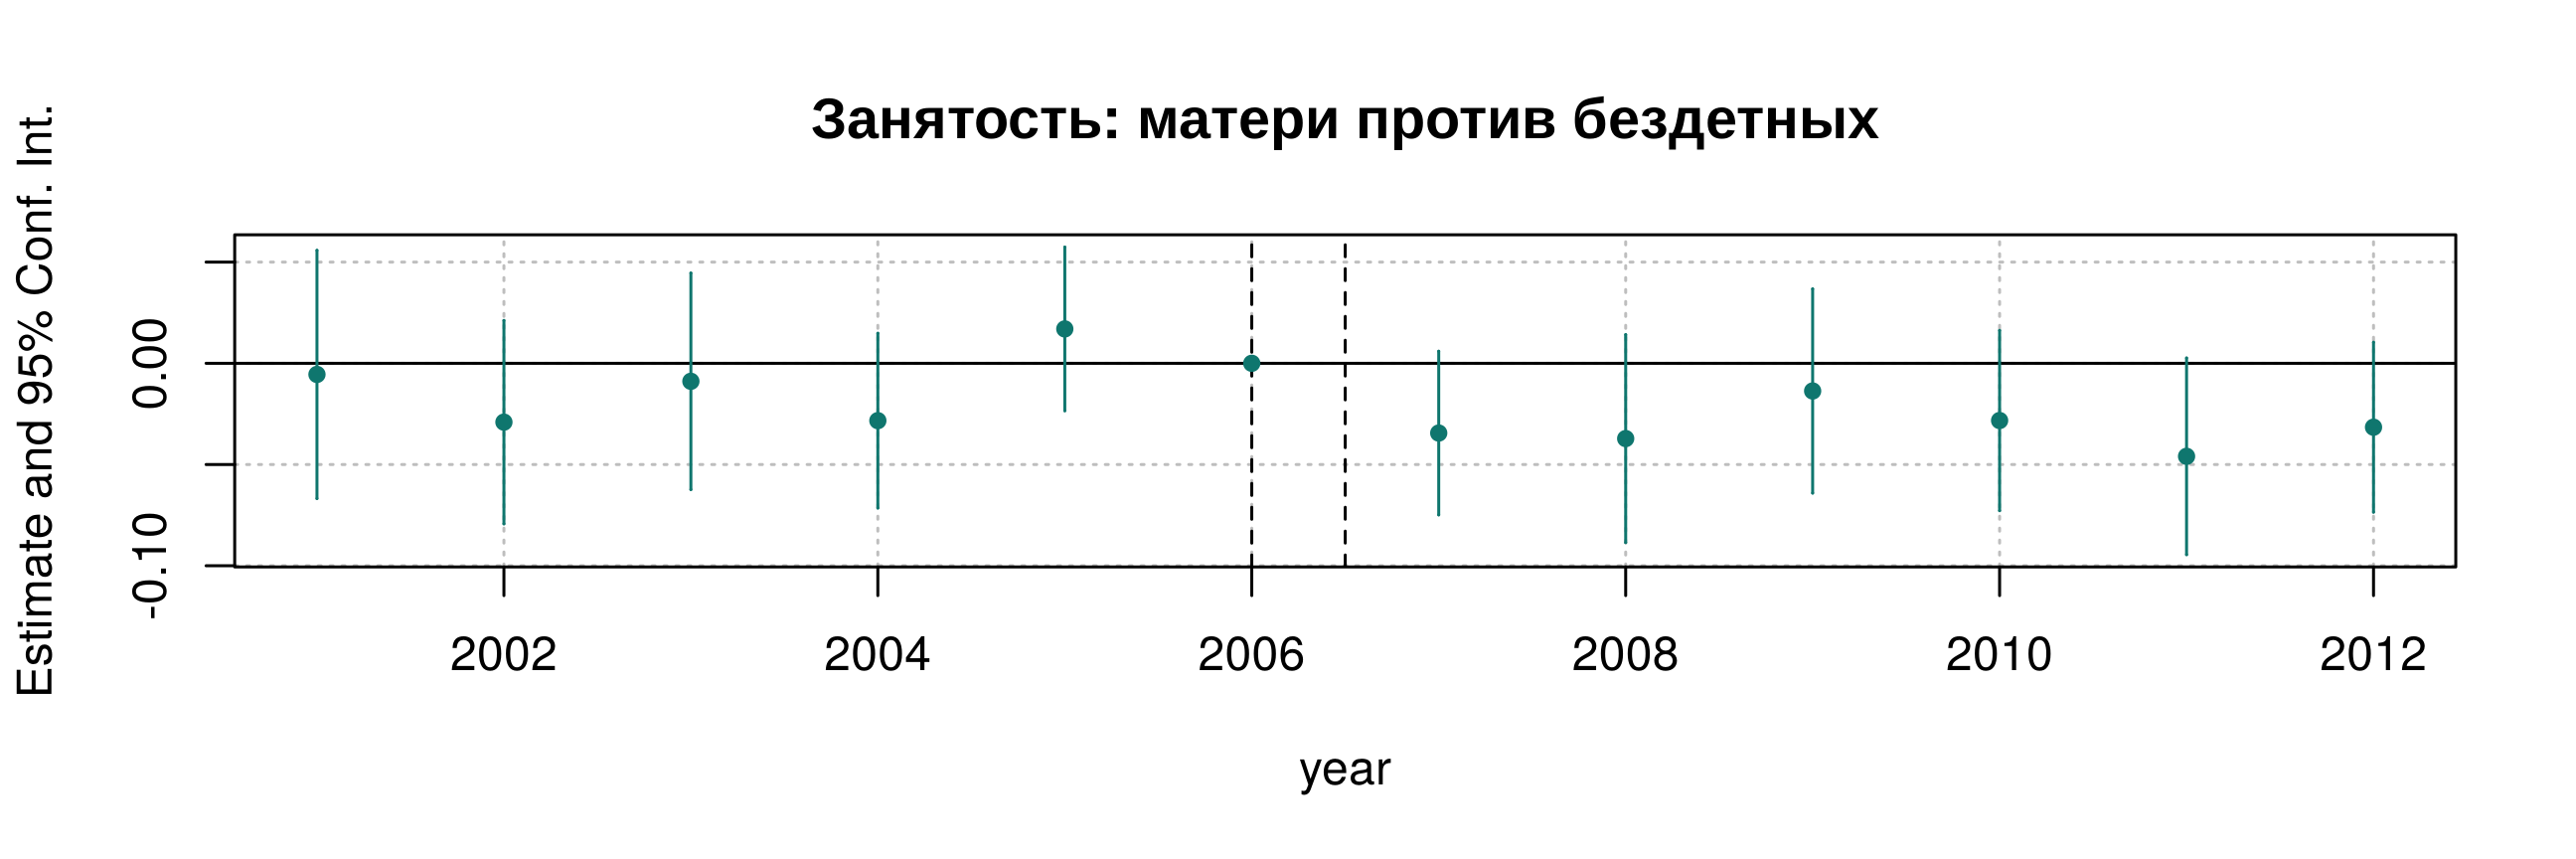 Занятость: матери против бездетных
Estimate and 95% Conf. Int.
0.00
-0.10
2002 2004 2006 2008 2010 2012
year